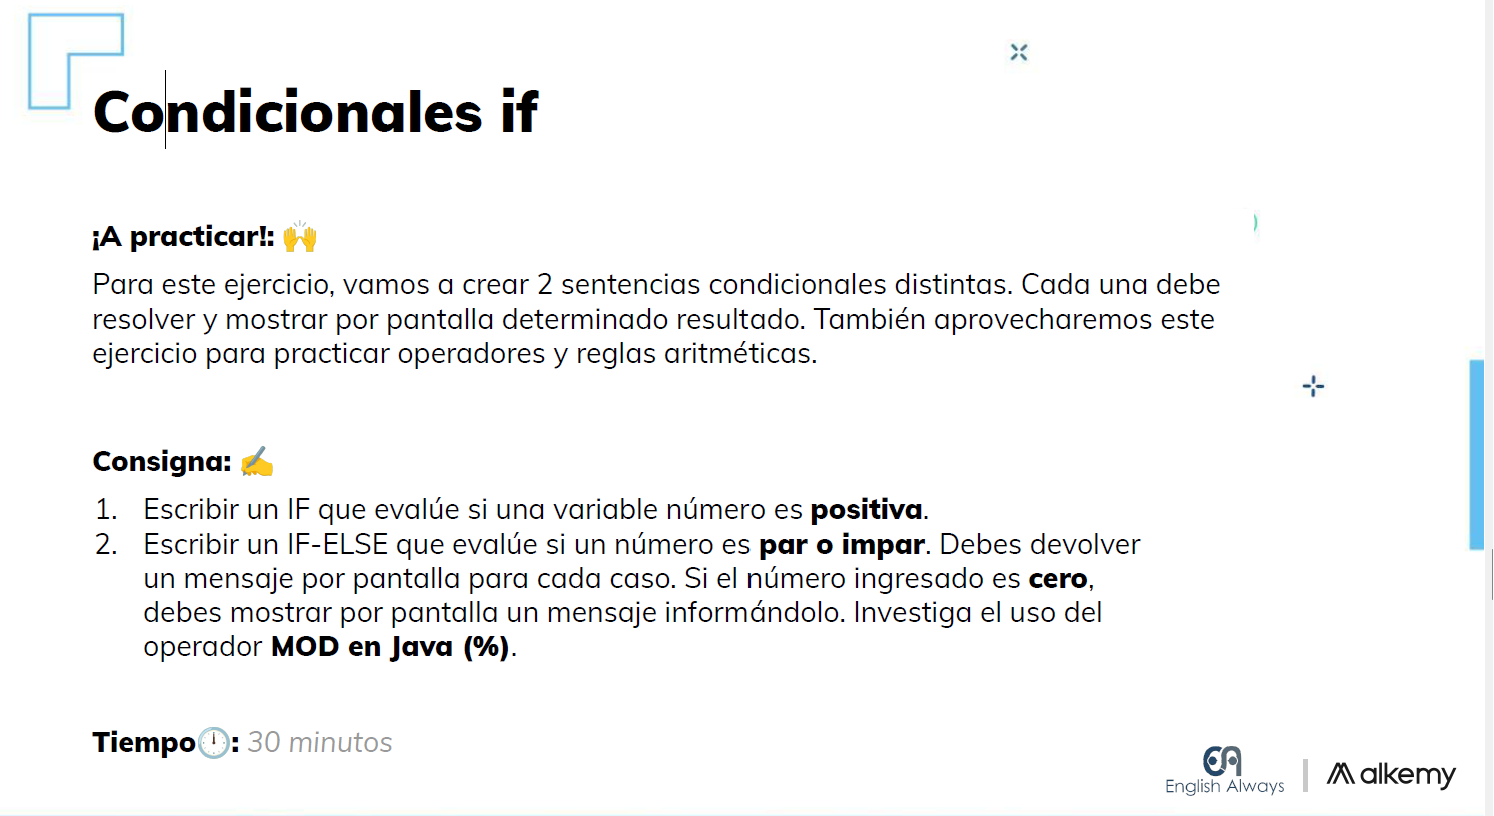 Condicionales if
¡A practicar!: 🙌
Para este ejercicio, vamos a crear 2 sentencias condicionales distintas. Cada una debe
resolver y mostrar por pantalla determinado resultado. También aprovecharemos este
ejercicio para practicar operadores y reglas aritméticas.
Consigna: ✍️
1. Escribir un IF que evalúe si una variable número es positiva.
2. Escribir un IF-ELSE que evalúe si un número es par o impar. Debes devolver
un mensaje por pantalla para cada caso. Si el número ingresado es cero,
debes mostrar por pantalla un mensaje informándolo. Investiga el uso del
operador MOD en Java (%).
Tiempo🕛: 30 minutos
English Always
alkemy